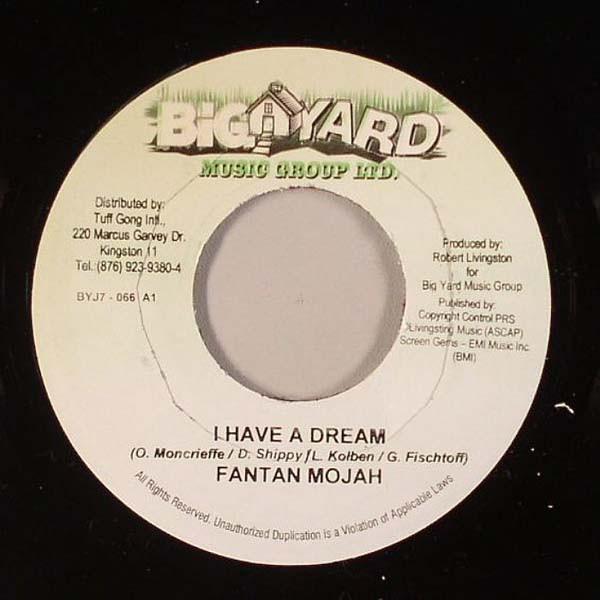 BiG YARD
MUSIC GROUP LTD.
Distributed by:
Tuff Gong Intl.,
220 Marcus Garvey Dr.
Kingston 11
Tel.:(876) 923-9380-4
BYJ7 - 066 A1
Produced by:
Robert Livingston
for
Big Yard Music Group
Published by:
Copyright Control PRS
Livingsting Music (ASCAP)
Screen Gems – EMI Music Inc.
(BMI)
I HAVE A DREAM
(O. Moncrieffe / D. Shippy / L. Kolben / G. Fischtoff)
FANTAN MOJAH
All Rights Reserved. Unauthorized Duplication is a Violation of Applicable Laws